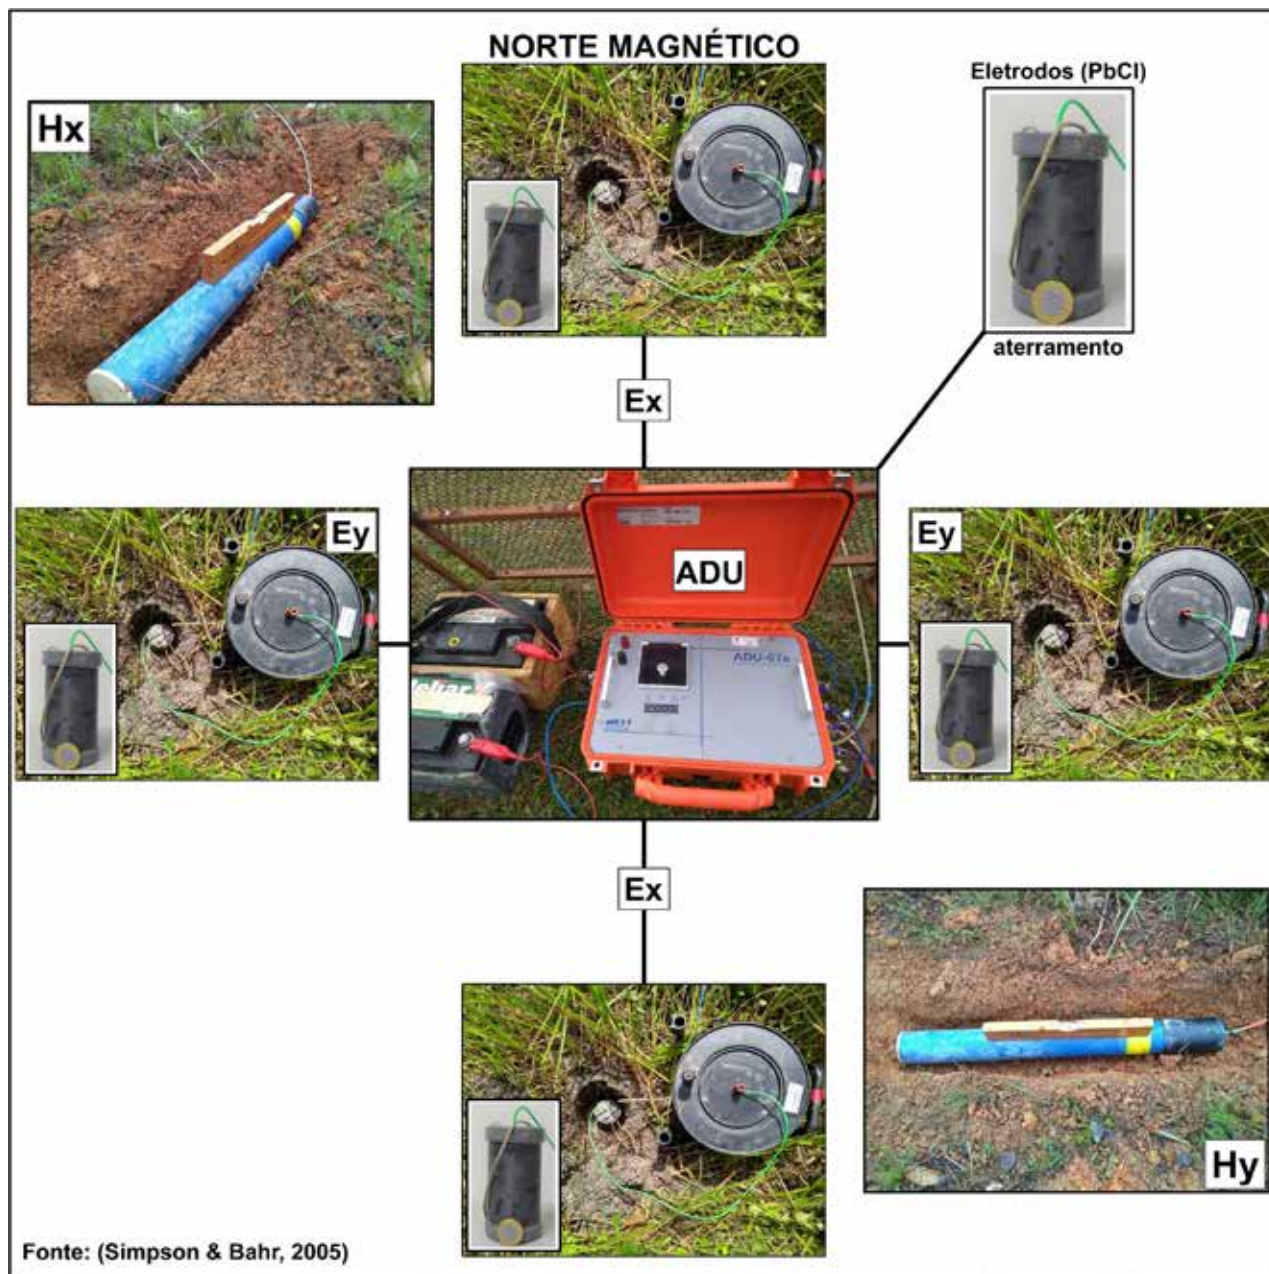 NORTE MAGNÉTICO
Eletrodos (PbCl)
Hx
aterramento
Ex
Ey
ADU
Ey
ADU-07e
Ex
Hy
Fonte: (Simpson & Bahr, 2005)